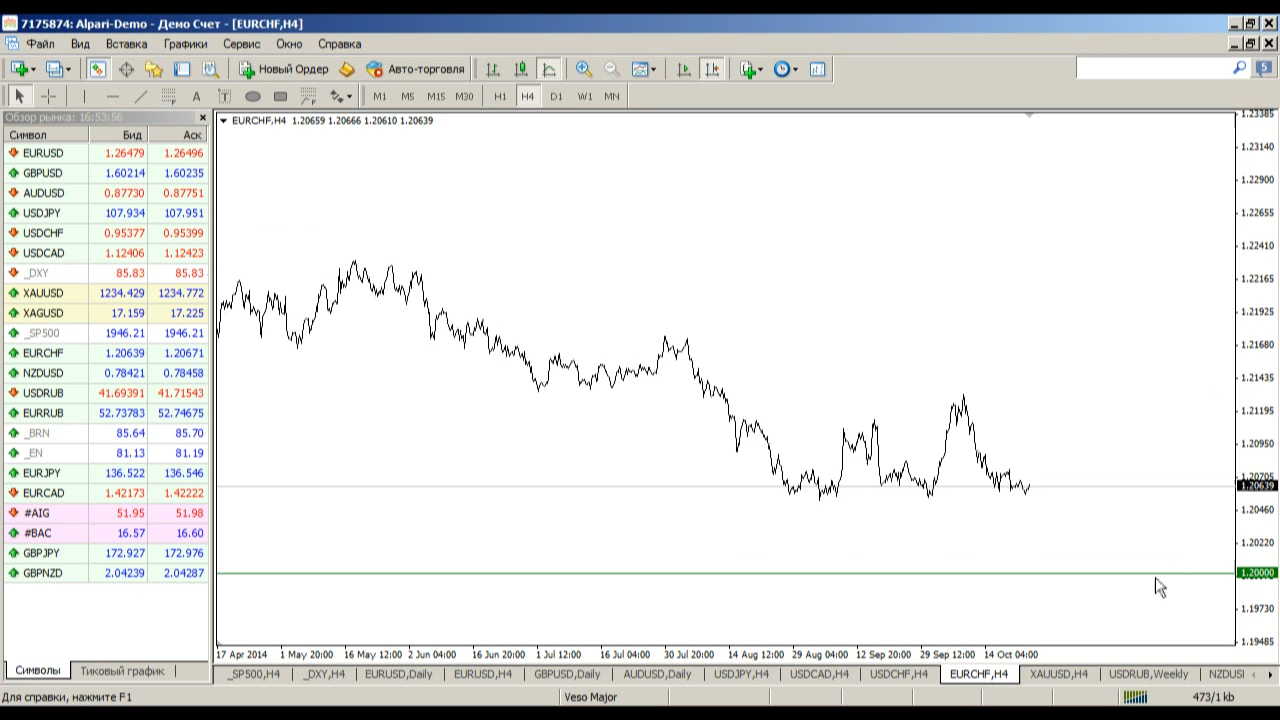 7175874: Alpari-Demo - Демо Счет - [EURCHF,H4]
Файл Вид Вставка Графики Сервис Окно Справка
Новый Ордер Авто-торговля 5
A T M1 M5 M15 M30 H1 H4 D1 W1 MN
Обзор рынка: 16:53:56
Символ Бид Аск
EURUSD 1.26479 1.26496
GBPUSD 1.60214 1.60235
AUDUSD 0.87730 0.87751
USDJPY 107.934 107.951
USDCHF 0.95377 0.95399
USDCAD 1.12406 1.12423
_DXY 85.83 85.83
XAUUSD 1234.429 1234.772
XAGUSD 17.159 17.225
_SP500 1946.21 1946.21
EURCHF 1.20639 1.20671
NZDUSD 0.78421 0.78458
USDRUB 41.69391 41.71543
EURRUB 52.73783 52.74675
_BRN 85.64 85.70
_EN 81.13 81.19
EURJPY 136.522 136.546
EURCAD 1.42173 1.42222
#AIG 51.95 51.98
#BAC 16.57 16.60
GBPJPY 172.927 172.976
GBPNZD 2.04239 2.04287
Символы Тиковый график
EURCHF,H4 1.20659 1.20666 1.20610 1.20639
1.23385
1.23140
1.22900
1.22655
1.22410
1.22165
1.21925
1.21680
1.21435
1.21195
1.20950
1.20705
1.20639
1.20460
1.20220
1.20000
1.19730
1.19485
17 Apr 2014 1 May 20:00 16 May 12:00 2 Jun 04:00 16 Jun 20:00 1 Jul 12:00 16 Jul 04:00 30 Jul 20:00 14 Aug 12:00 29 Aug 04:00 12 Sep 20:00 29 Sep 12:00 14 Oct 04:00
_SP500,H4 _DXY,H4 EURUSD,Daily EURUSD,H4 GBPUSD,Daily AUDUSD,Daily USDJPY,H4 USDCAD,H4 USDCHF,H4 EURCHF,H4 XAUUSD,H4 USDRUB,Weekly NZDUSI
Для справки, нажмите F1 Veso Major 473/1 kb